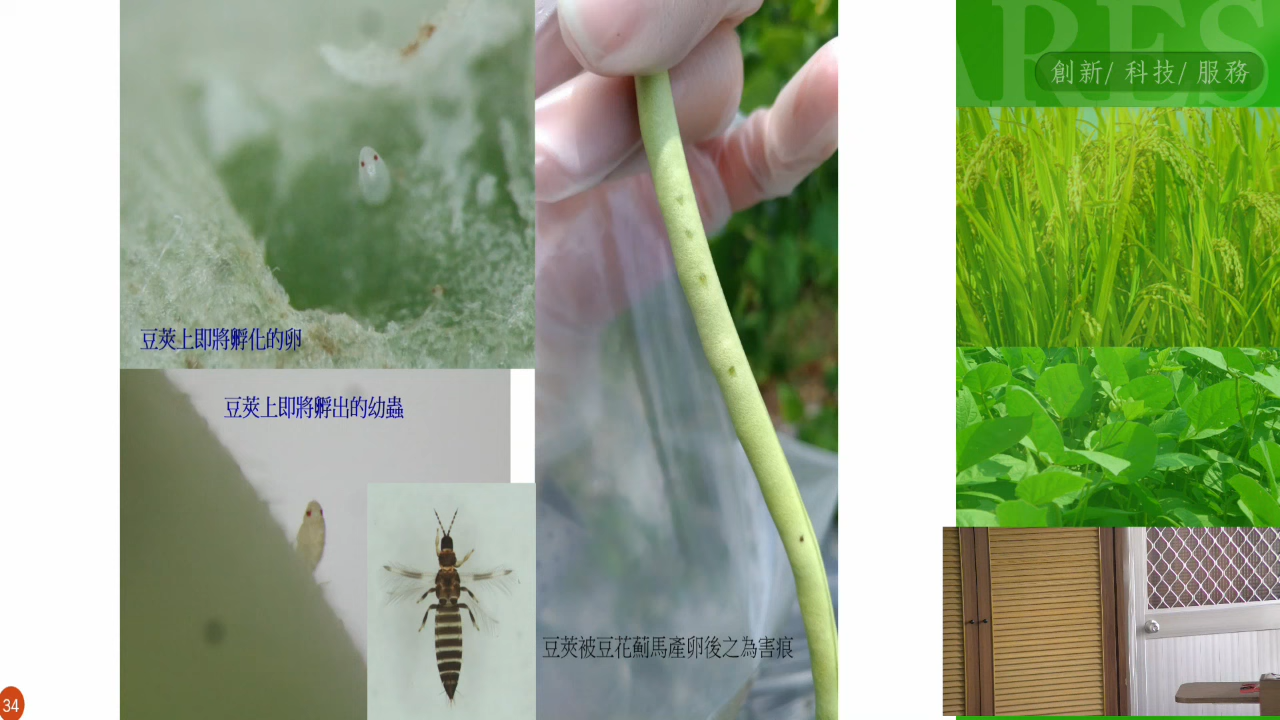 ARES
創新/ 科技/ 服務
豆莢上即將孵化的卵
豆莢上即將孵出的幼蟲
豆莢被豆花薊馬產卵後之為害痕
34